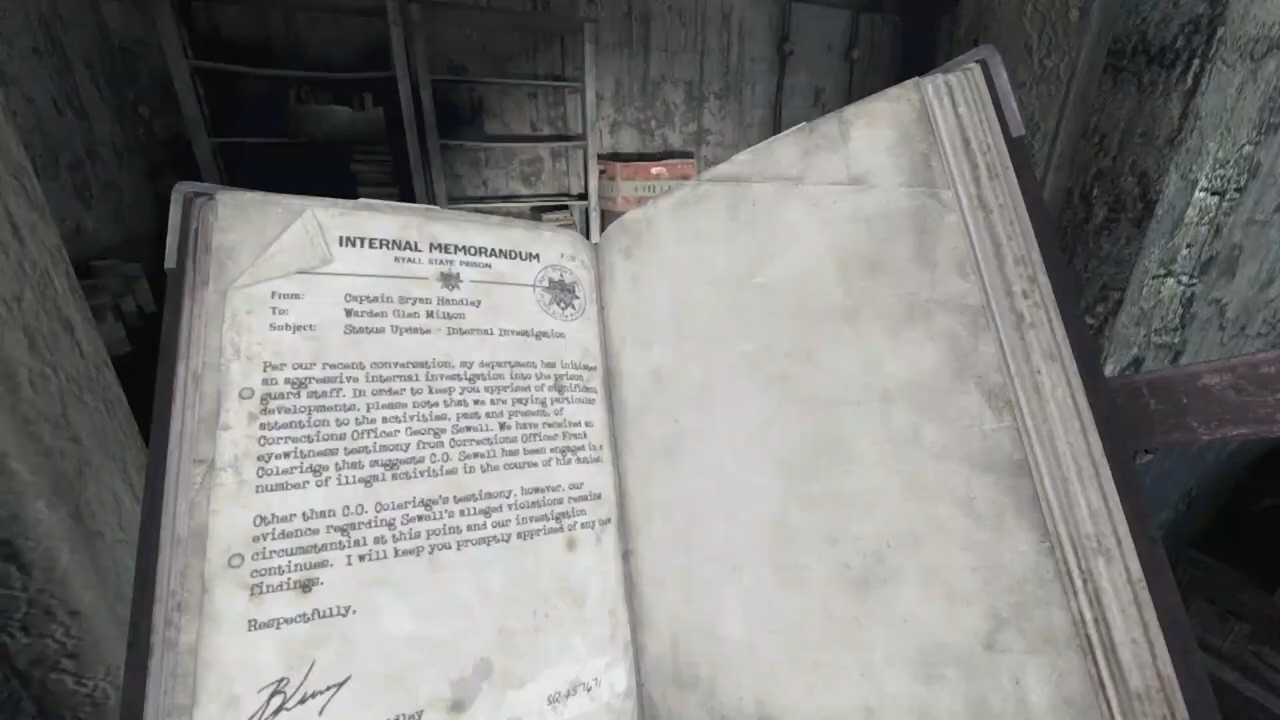 INTERNAL MEMORANDUM
RYALL STATE PRISON
From: Captain Bryan Handley
To: Warden Glen Milton
Subject: Status Update - Internal Investigation
Per our recent conversation, my department has
an aggressive internal investigation into the prison
guard staff. In order to keep you apprised of
developments, please note that we are paying particular
attention to the activities, past and present, of
Corrections Officer George Sewell. We have received an
eyewitness testimony from Corrections Officer Frank
Coleridge that suggests C.O. Sewell has been engaged in a
number of illegal activities in the course of his duties.
Other than C.O. Coleridge's testimony, however, our
evidence regarding Sewell's alleged violations remains
circumstantial at this point and our investigation
continues. I will keep you promptly apprised of any
findings.
Respectfully,